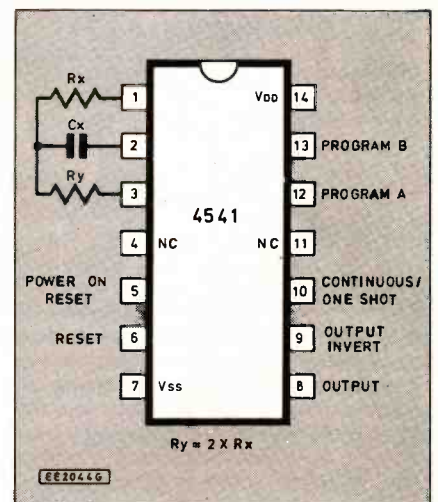 Rx
1
Cx
2
Ry
3
4 NC
POWER ON
RESET
5
RESET
6
7 Vss
4541
VDD 14
13 PROGRAM B
12 PROGRAM A
NC 11
10 CONTINUOUS/
ONE SHOT
9 OUTPUT
INVERT
8 OUTPUT
Ry = 2 X Rx
EE2044G